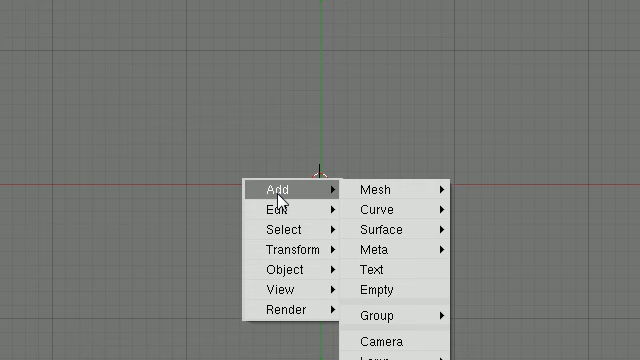 Add
Edit
Select
Transform
Object
View
Render
Mesh
Curve
Surface
Meta
Text
Empty
Group
Camera